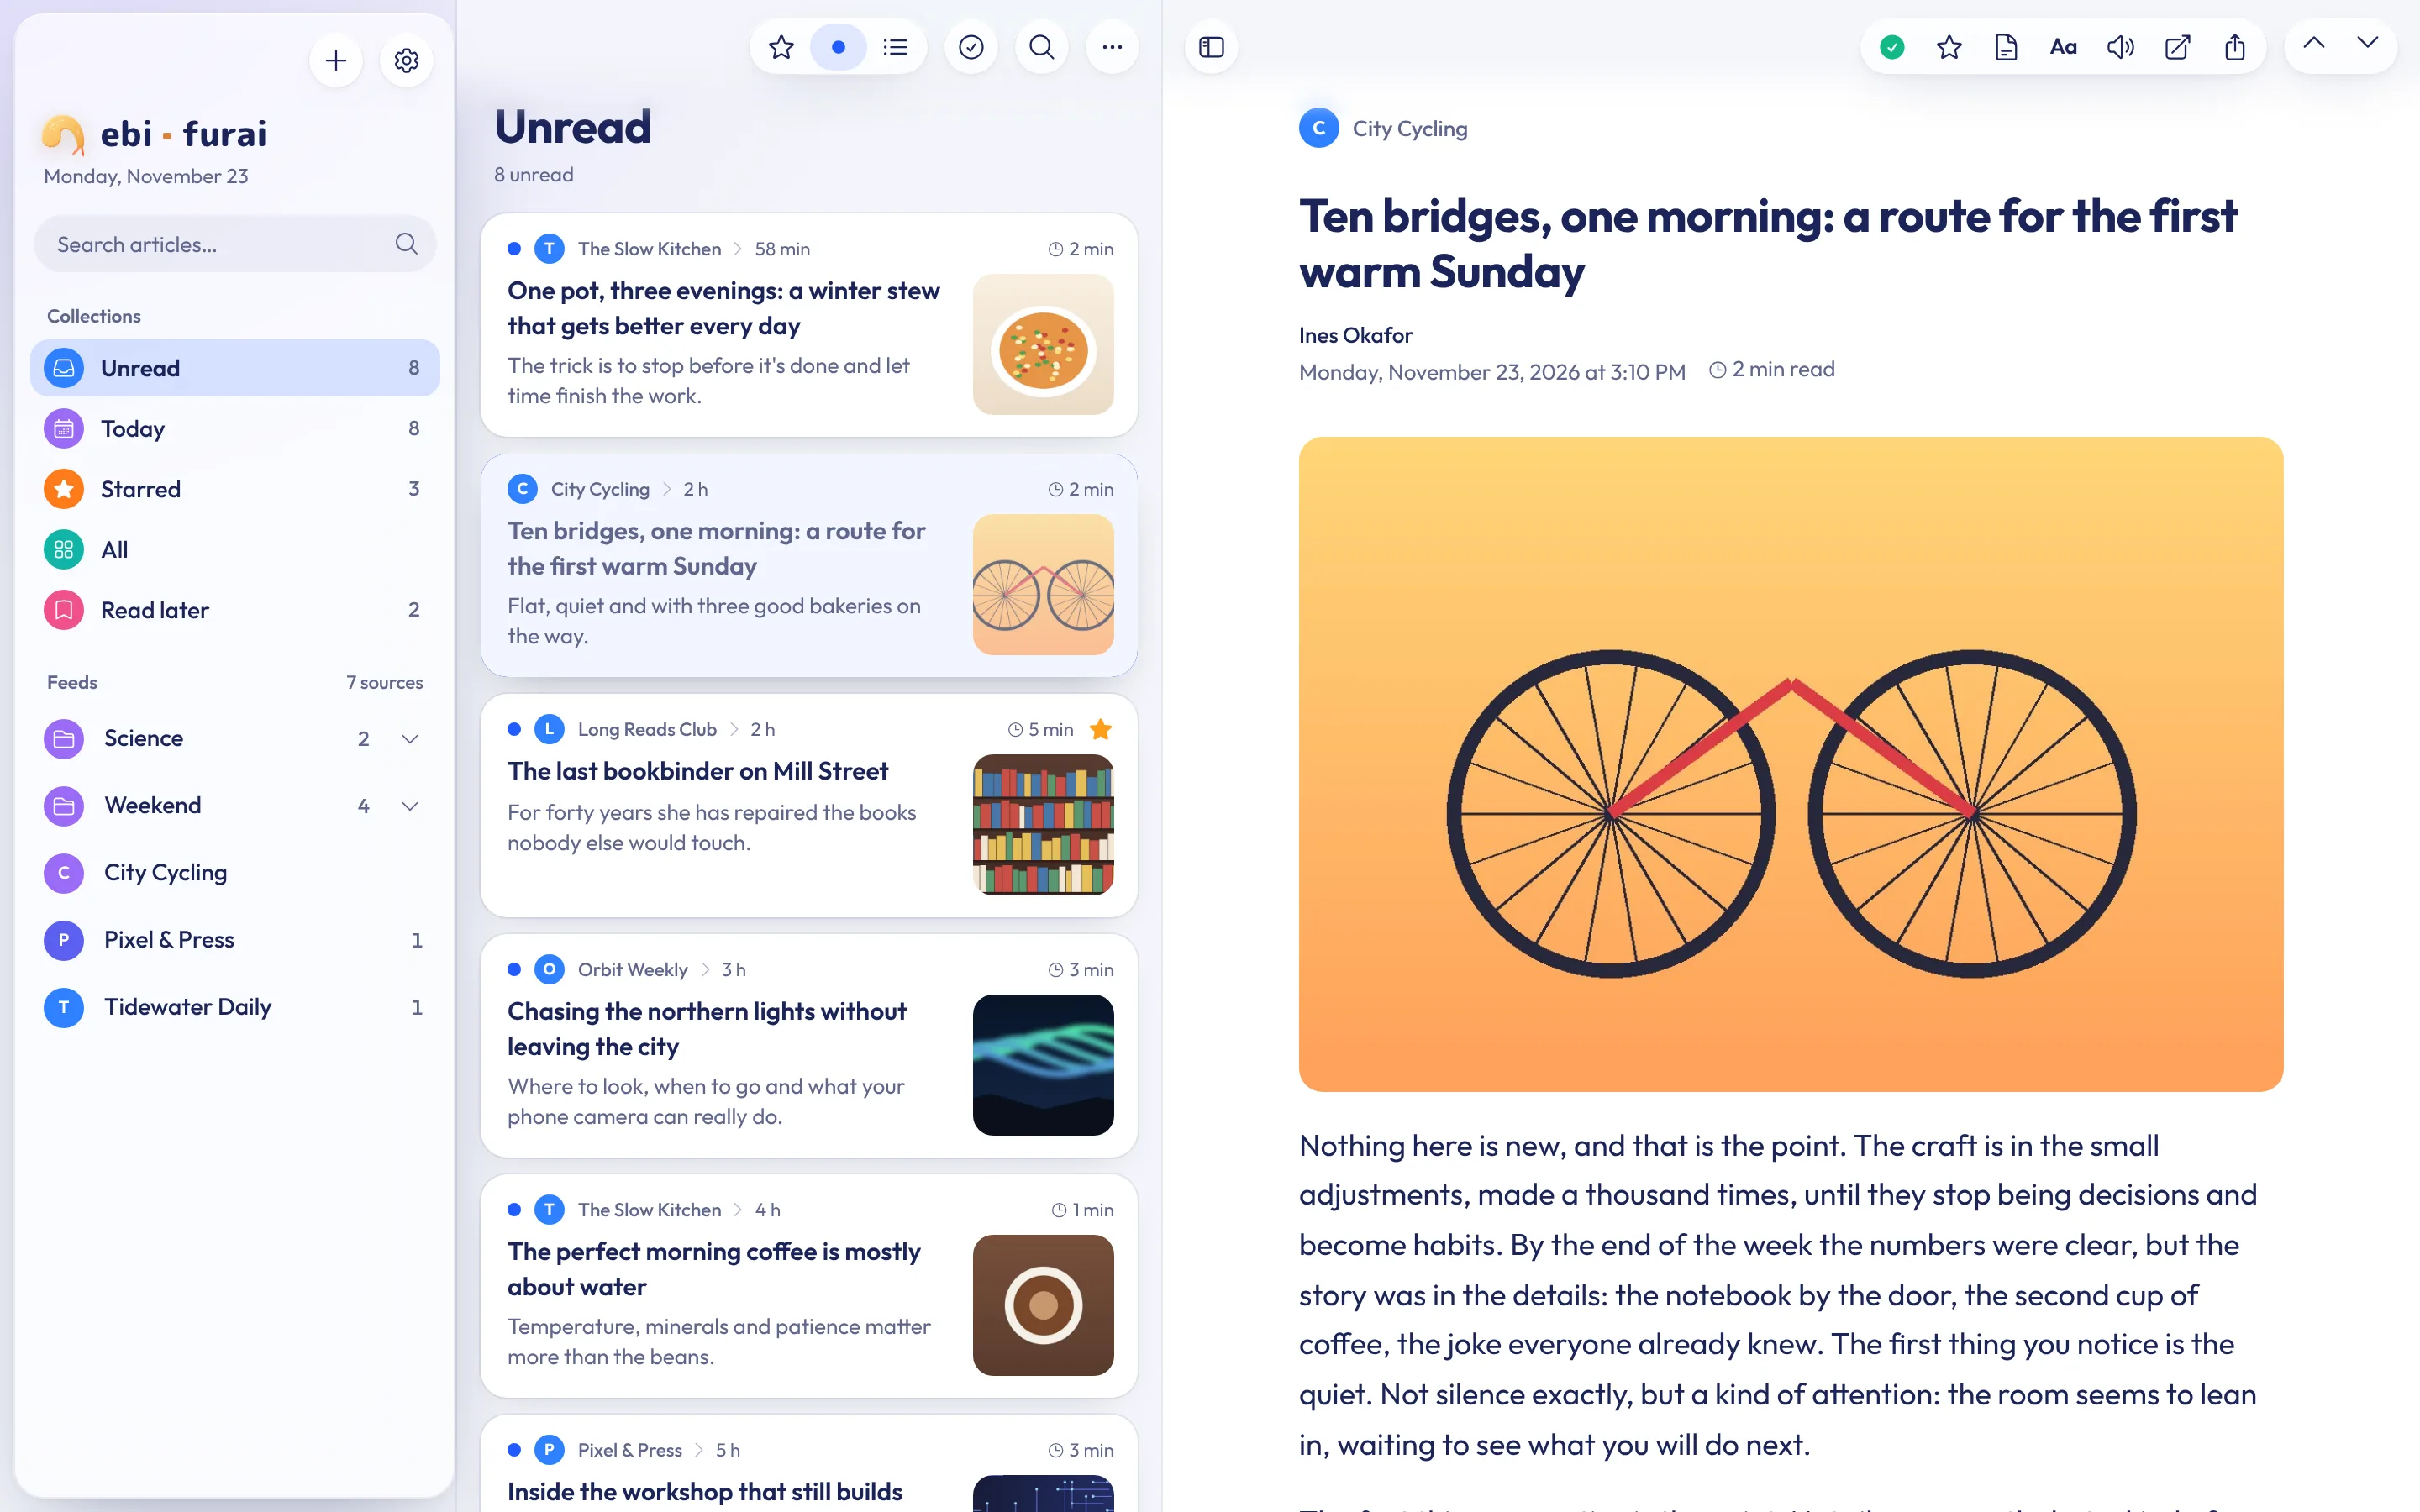 ebi · furai
Monday, November 23
Search articles...
Collections
Unread 8
Today 8
Starred 3
All
Read later 2
Feeds 7 sources
Science 2
Weekend 4
C City Cycling
P Pixel & Press 1
T Tidewater Daily 1
Unread
8 unread
T The Slow Kitchen 58 min 2 min
One pot, three evenings: a winter stew
that gets better every day
The trick is to stop before it's done and let
time finish the work.
C City Cycling 2 h 2 min
Ten bridges, one morning: a route for
the first warm Sunday
Flat, quiet and with three good bakeries on
the way.
L Long Reads Club 2 h 5 min
The last bookbinder on Mill Street
For forty years she has repaired the books
nobody else would touch.
O Orbit Weekly 3 h 3 min
Chasing the northern lights without
leaving the city
Where to look, when to go and what your
phone camera can really do.
T The Slow Kitchen 4 h 1 min
The perfect morning coffee is mostly
about water
Temperature, minerals and patience matter
more than the beans.
P Pixel & Press 5 h 3 min
Inside the workshop that still builds
Aa
C City Cycling
Ten bridges, one morning: a route for the first
warm Sunday
Ines Okafor
Monday, November 23, 2026 at 3:10 PM 2 min read
Nothing here is new, and that is the point. The craft is in the small
adjustments, made a thousand times, until they stop being decisions and
become habits. By the end of the week the numbers were clear, but the
story was in the details: the notebook by the door, the second cup of
coffee, the joke everyone already knew. The first thing you notice is the
quiet. Not silence exactly, but a kind of attention: the room seems to lean
in, waiting to see what you will do next.